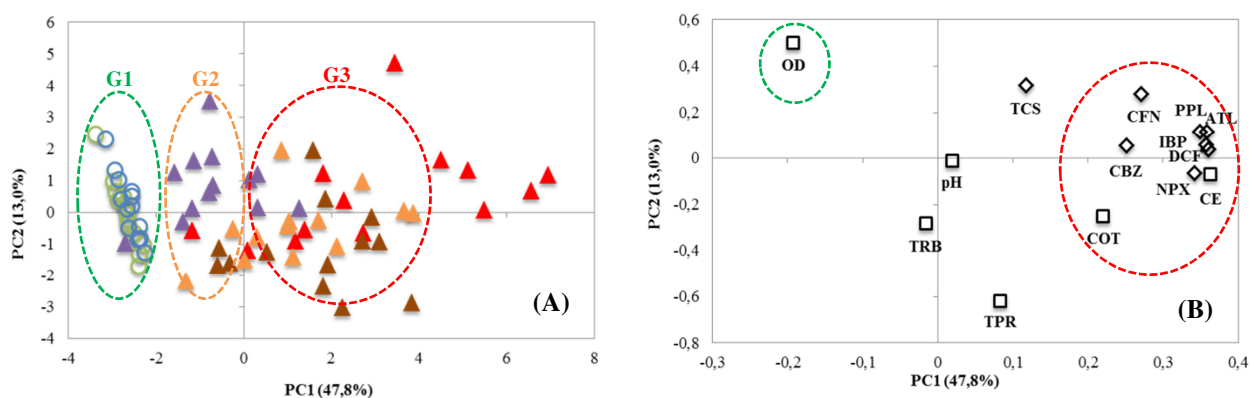 6
5
4
3
2
1
0
-1
-2
-3
-4
PC2 (13,0%)
G1
G2
G3
(A)
-4 -2 0 2 4 6 8
PC1 (47,8%)
0,6
0,4
0,2
0
-0,2
-0,4
-0,6
-0,8
PC2 (13,0%)
OD
TCS
CFN
PPL
ATL
IBP
DCF
CBZ
pH
NPX
CE
COT
TRB
TPR
(B)
-0,3 -0,2 -0,1 0 0,1 0,2 0,3 0,4
PC1 (47,8%)